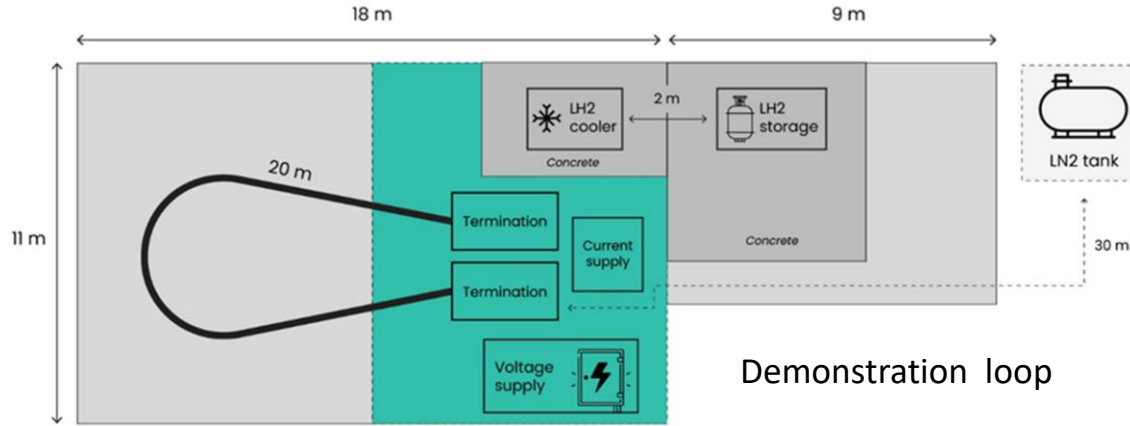 18 m
9 m
LH2
cooler
2 m
LH2
storage
Concrete
LN2 tank
20 m
Termination
11 m
Current
supply
Concrete
30 m
Termination
Voltage
supply
Demonstration loop